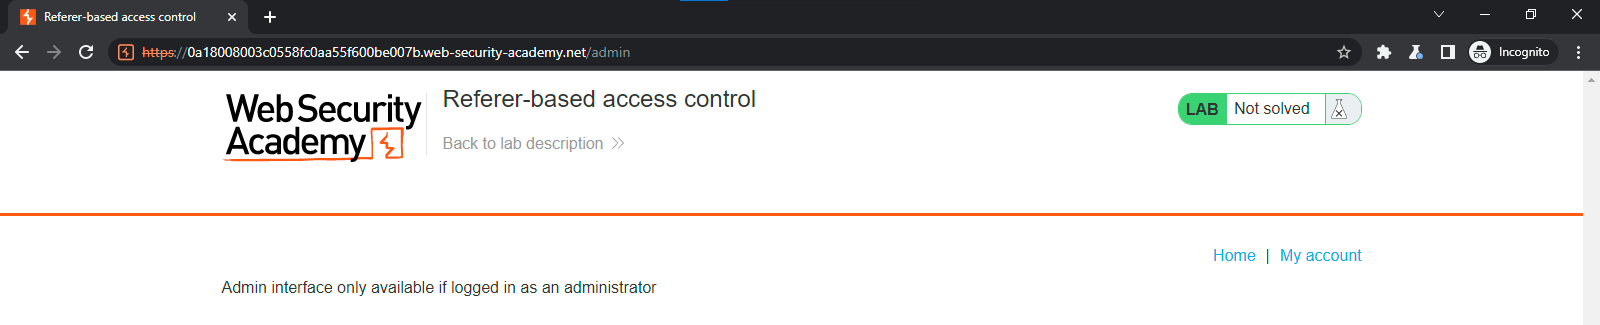 Referer-based access control
https://0a18008003c0558fc0aa55f600be007b.web-security-academy.net/admin
Incognito
Web Security
Academy
Referer-based access control
Back to lab description
LAB Not solved
Home | My account
Admin interface only available if logged in as an administrator